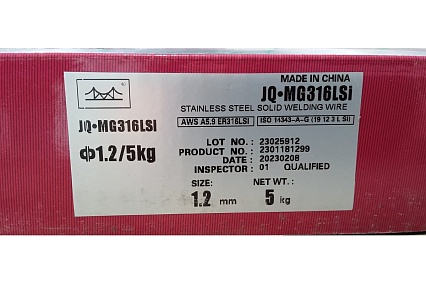 MADE IN CHINA
JQ•MG316LSi
STAINLESS STEEL SOLID WELDING WIRE
AWS A5.9 ER316LSI ISO 14343-A-G (19 12 3 L Si)
JQ•MG316LSi
Φ1.2/5kg
LOT NO. : 23025912
PRODUCT NO. : 2301181299
DATE : 20230208
INSPECTOR : 01 QUALIFIED
SIZE: NET WT.:
1.2 mm 5 kg